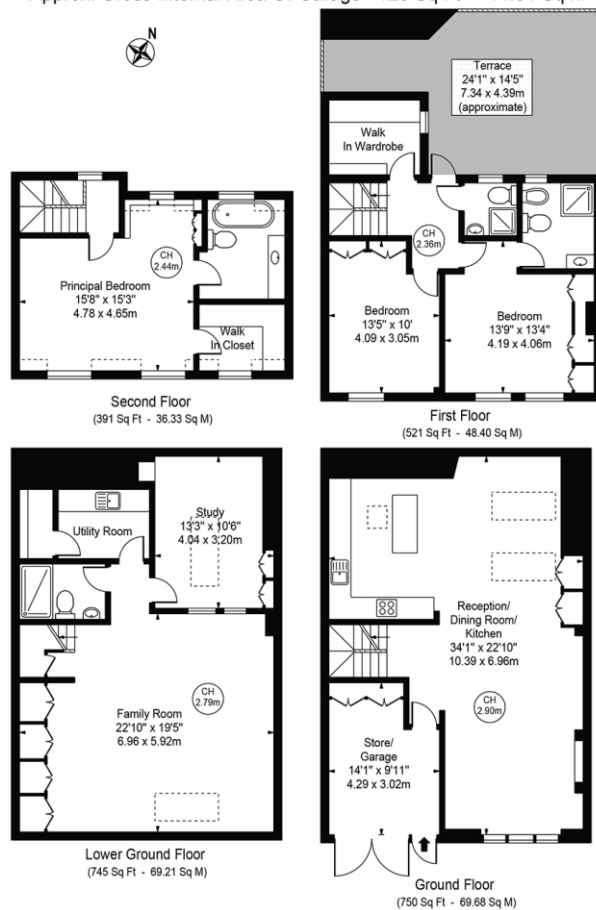 N
Terrace
24'1" x 14'5"
7.34 x 4.39m
(approximate)
Walk
In Wardrobe
CH
2.36m
Bedroom
13'5" x 10'
4.09 x 3.05m
Bedroom
13'9" x 13'4"
4.19 x 4.06m
First Floor
(521 Sq Ft - 48.40 Sq M)
CH
2.44m
Principal Bedroom
15'8" x 15'3"
4.78 x 4.65m
Walk
In Closet
Second Floor
(391 Sq Ft - 36.33 Sq M)
Study
13'3" x 10'6"
4.04 x 3.20m
Utility Room
CH
2.79m
Family Room
22'10" x 19'5"
6.96 x 5.92m
Lower Ground Floor
(745 Sq Ft - 69.21 Sq M)
Reception/
Dining Room/
Kitchen
34'1" x 22'10"
10.39 x 6.96m
CH
2.90m
Store/
Garage
14'1" x 9'11"
4.29 x 3.02m
Ground Floor
(750 Sq Ft - 69.68 Sq M)